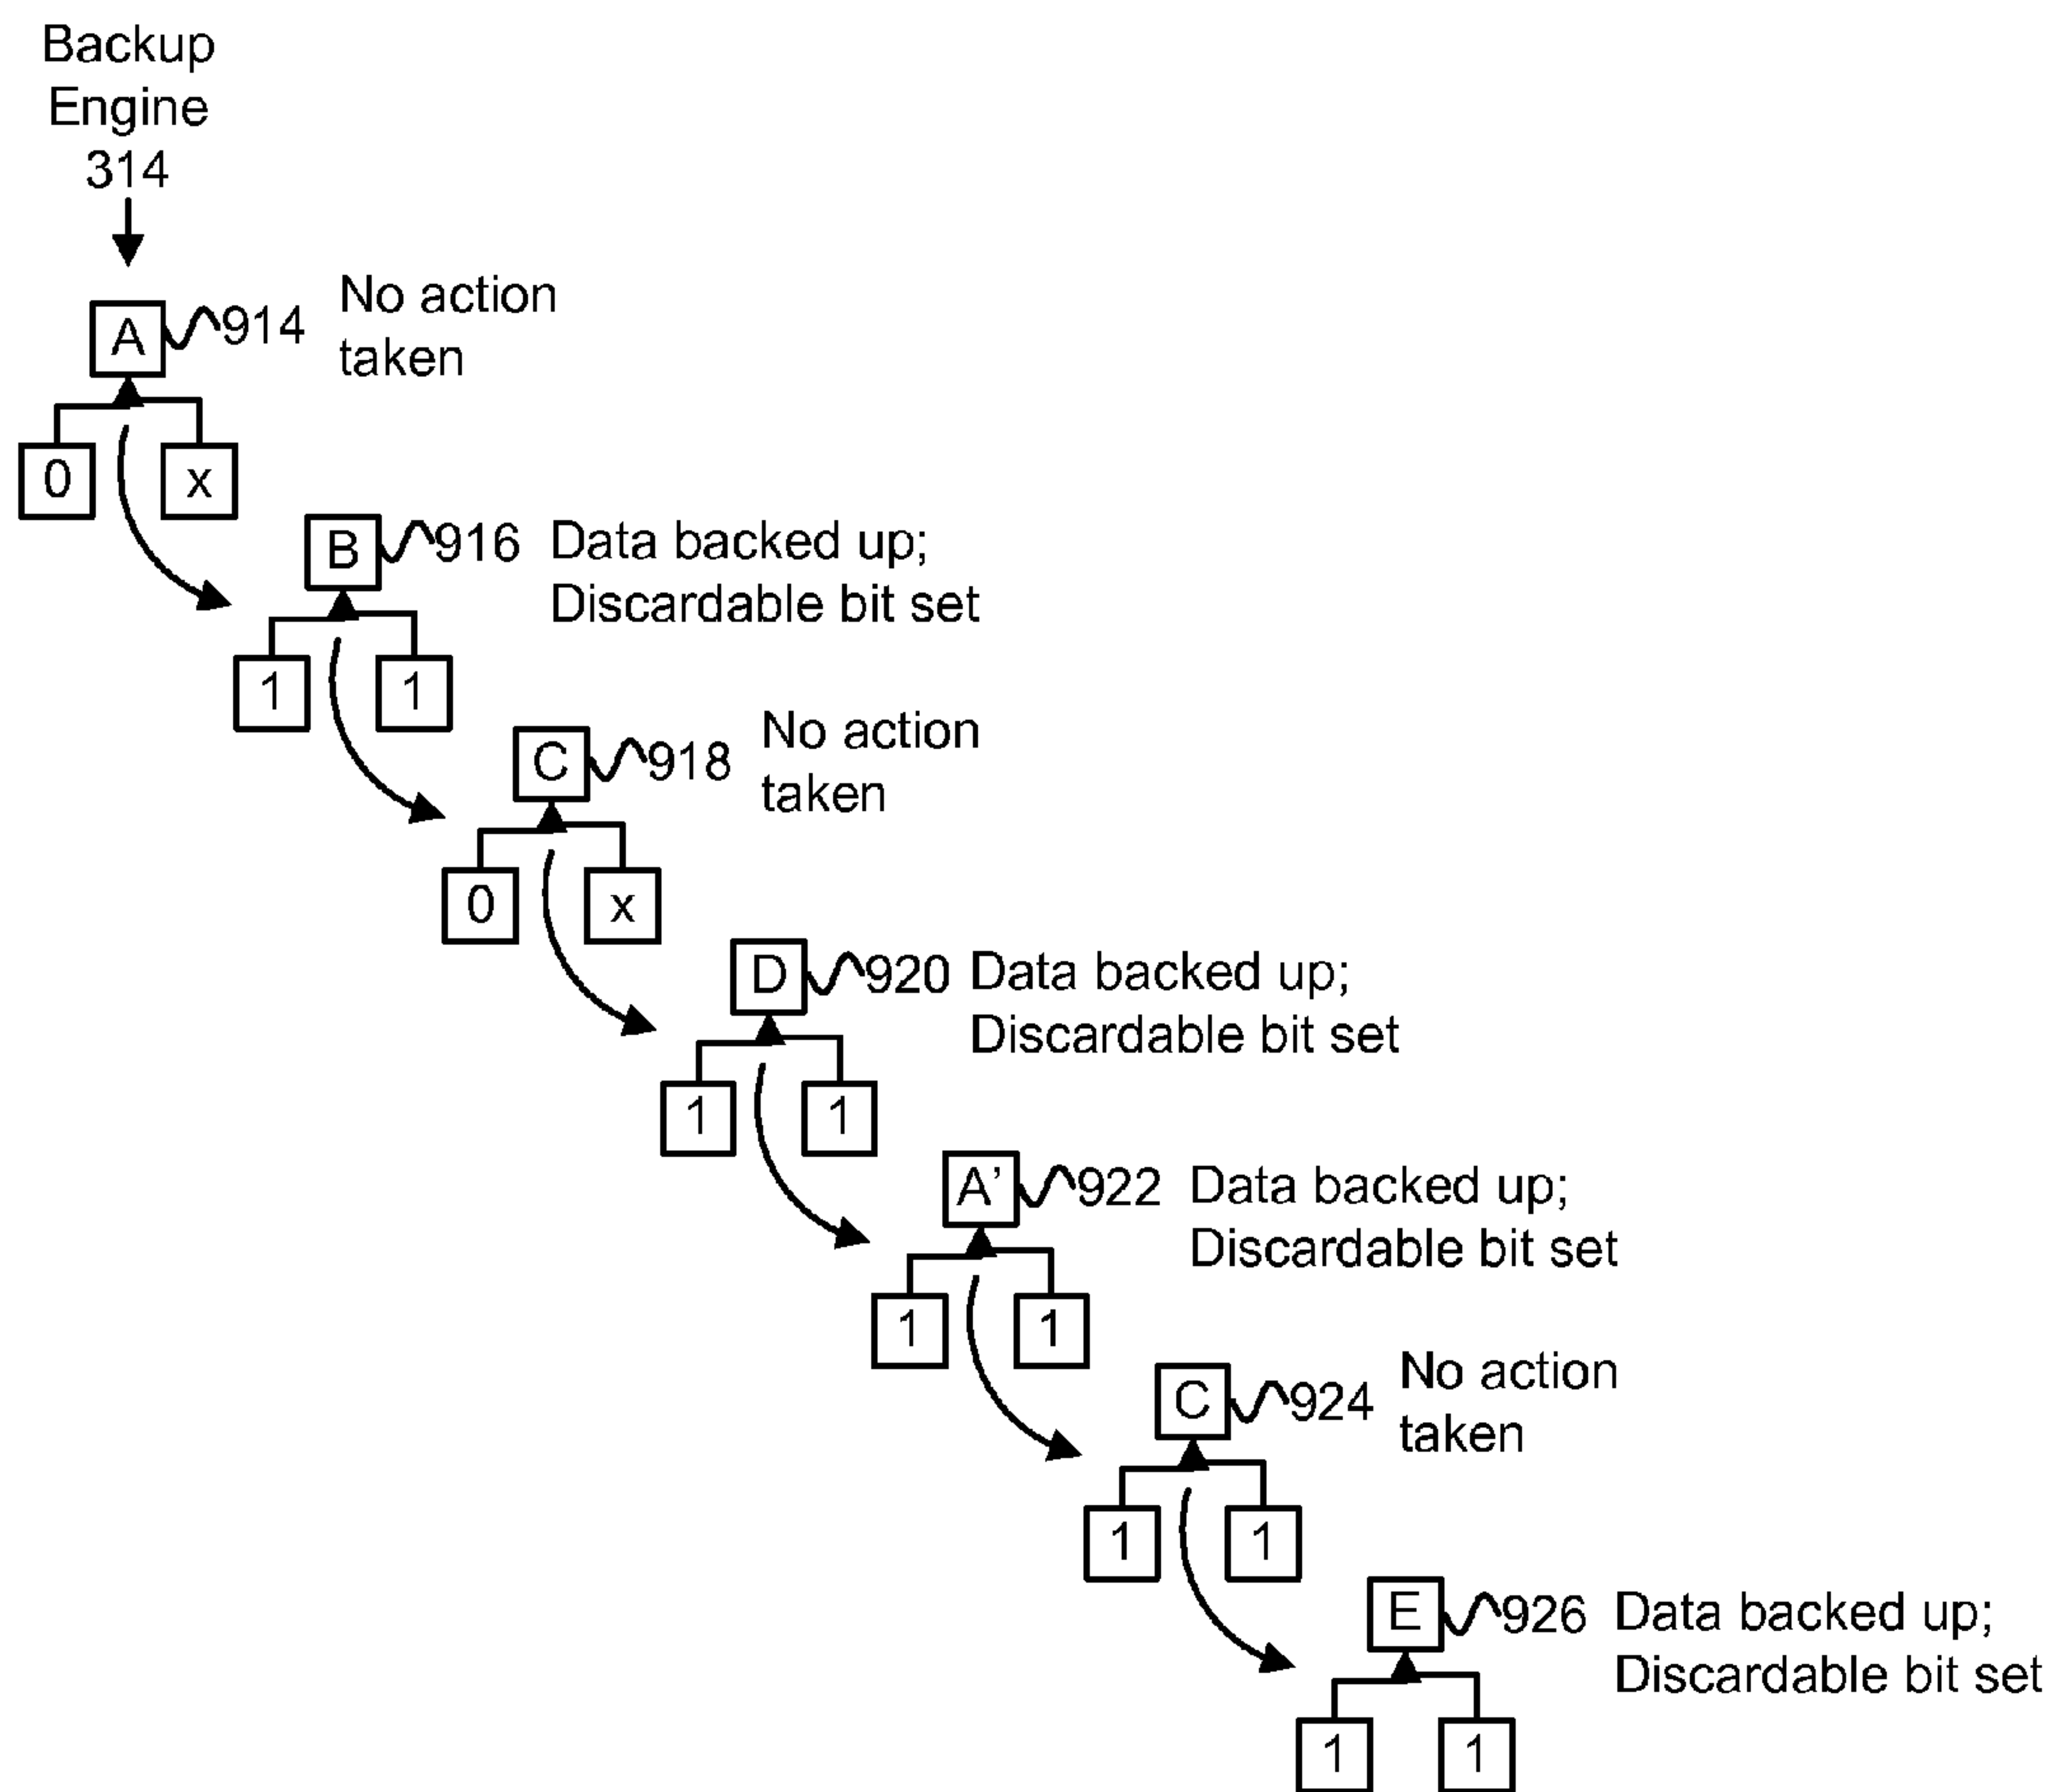 Backup
Engine
314
A
914
No action
taken
0
x
B
916
Data backed up;
Discardable bit set
1
1
C
918
No action
taken
0
x
D
920
Data backed up;
Discardable bit set
1
1
A’
922
Data backed up;
Discardable bit set
1
1
C
924
No action
taken
1
1
E
926
Data backed up;
Discardable bit set
1
1